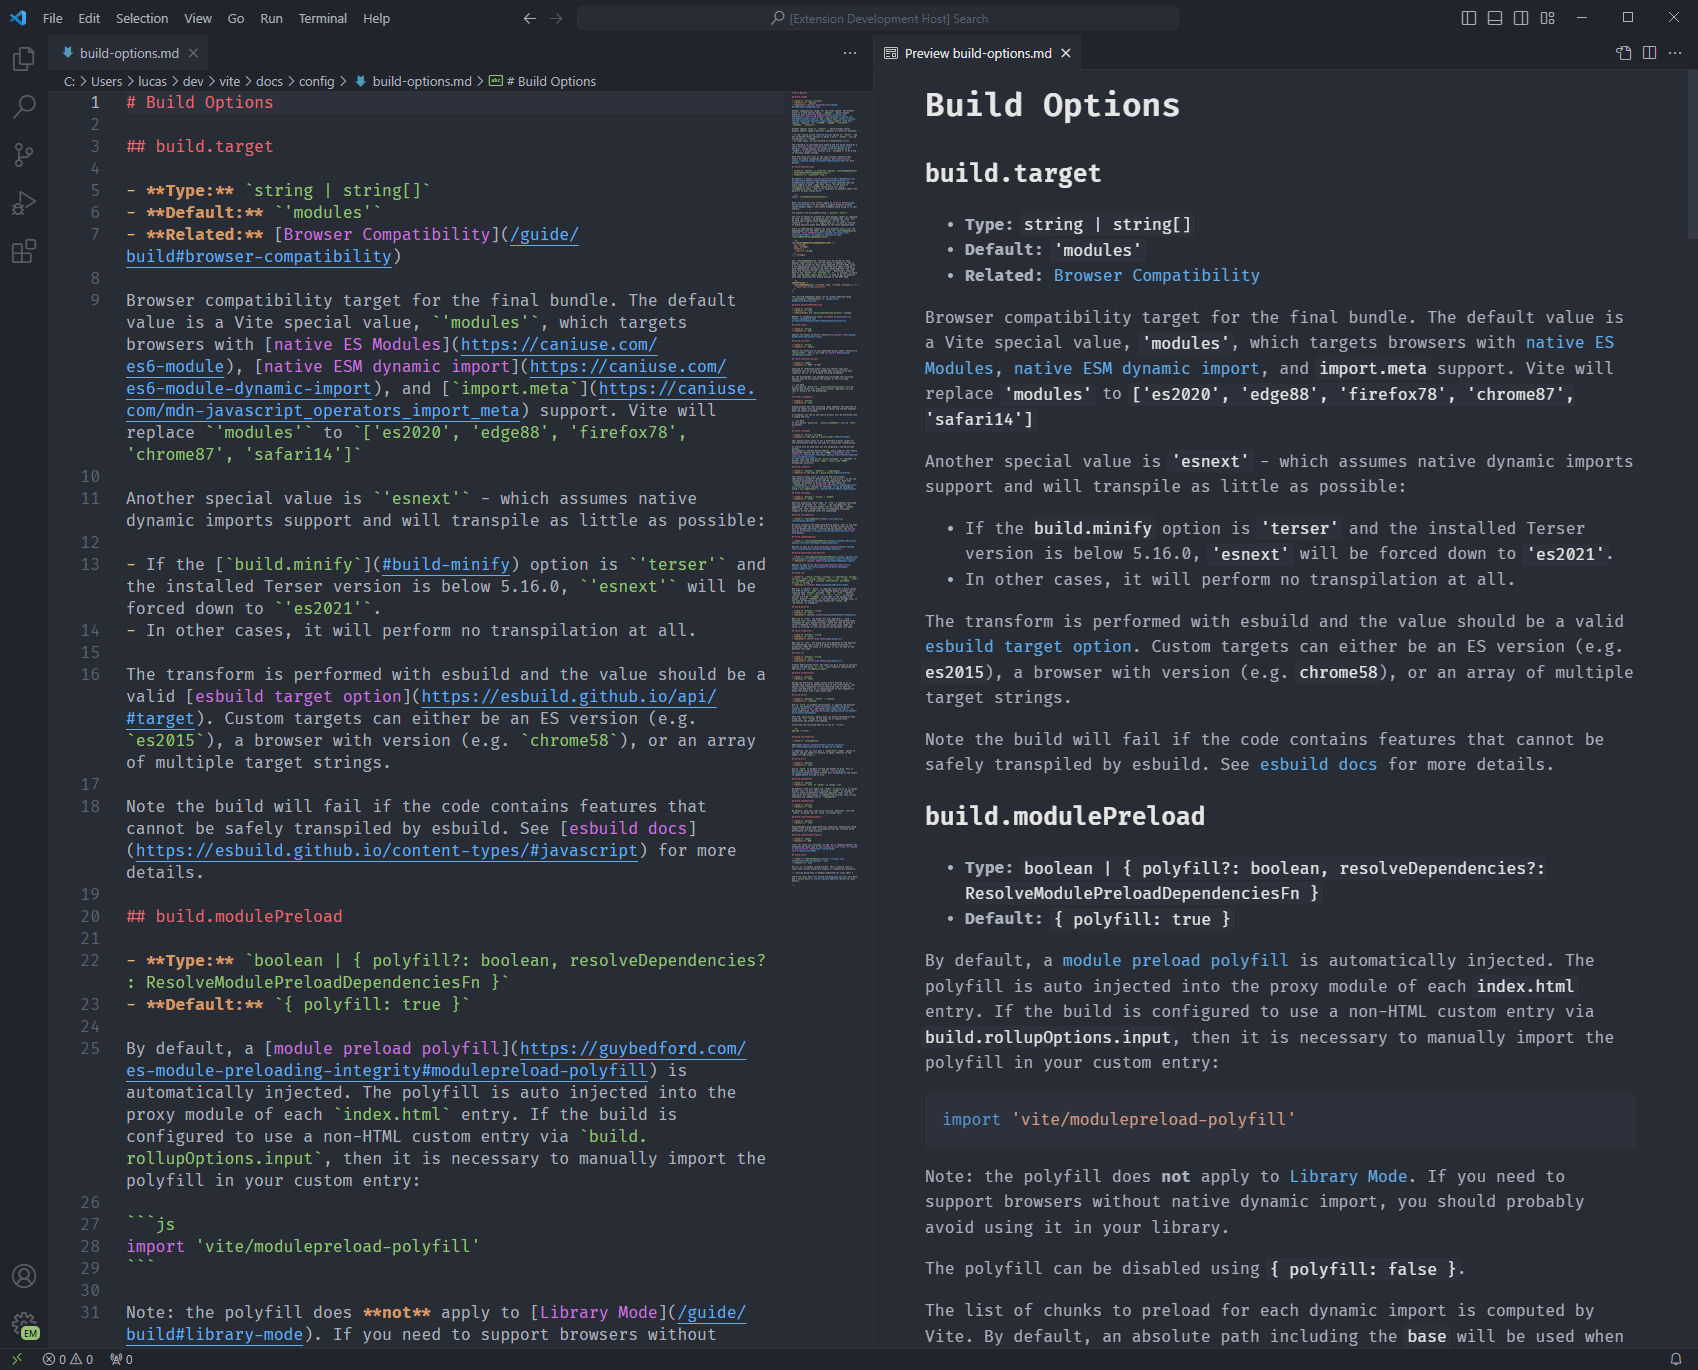 File Edit Selection View Go Run Terminal Help
[Extension Development Host] Search
build-options.md
Preview build-options.md
C: > Users > lucas > dev > vite > docs > config > build-options.md > # Build Options
1 # Build Options
2
3 ## build.target
4
5 - **Type:** `string | string[]`
6 - **Default:** `'modules'`
7 - **Related:** [Browser Compatibility](/guide/
build#browser-compatibility)
8
9 Browser compatibility target for the final bundle. The default
value is a Vite special value, `'modules'`, which targets
browsers with [native ES Modules](https://caniuse.com/
es6-module), [native ESM dynamic import](https://caniuse.com/
es6-module-dynamic-import), and [`import.meta`](https://caniuse.
com/mdn-javascript_operators_import_meta) support. Vite will
replace `'modules'` to `['es2020', 'edge88', 'firefox78',
'chrome87', 'safari14']`
10
11 Another special value is `'esnext'` - which assumes native
dynamic imports support and will transpile as little as possible:
12
13 - If the [`build.minify`](#build-minify) option is `'terser'` and
the installed Terser version is below 5.16.0, `'esnext'` will be
forced down to `'es2021'`.
14 - In other cases, it will perform no transpilation at all.
15
16 The transform is performed with esbuild and the value should be a
valid [esbuild target option](https://esbuild.github.io/api/
#target). Custom targets can either be an ES version (e.g.
`es2015`), a browser with version (e.g. `chrome58`), or an array
of multiple target strings.
17
18 Note the build will fail if the code contains features that
cannot be safely transpiled by esbuild. See [esbuild docs]
(https://esbuild.github.io/content-types/#javascript) for more
details.
19
20 ## build.modulePreload
21
22 - **Type:** `boolean | { polyfill?: boolean, resolveDependencies?
: ResolveModulePreloadDependenciesFn }`
23 - **Default:** `{ polyfill: true }`
24
25 By default, a [module preload polyfill](https://guybedford.com/
es-module-preloading-integrity#modulepreload-polyfill) is
automatically injected. The polyfill is auto injected into the
proxy module of each `index.html` entry. If the build is
configured to use a non-HTML custom entry via `build.
rollupOptions.input`, then it is necessary to manually import the
polyfill in your custom entry:
26
27 ```js
28 import 'vite/modulepreload-polyfill'
29 ```
30
31 Note: the polyfill does **not** apply to [Library Mode](/guide/
build#library-mode). If you need to support browsers without
Build Options
build.target
• Type: string | string[]
• Default: 'modules'
• Related: Browser Compatibility
Browser compatibility target for the final bundle. The default value is
a Vite special value, 'modules', which targets browsers with native ES
Modules, native ESM dynamic import, and import.meta support. Vite will
replace 'modules' to ['es2020', 'edge88', 'firefox78', 'chrome87',
'safari14']
Another special value is 'esnext' - which assumes native dynamic imports
support and will transpile as little as possible:
• If the build.minify option is 'terser' and the installed Terser
version is below 5.16.0, 'esnext' will be forced down to 'es2021'.
• In other cases, it will perform no transpilation at all.
The transform is performed with esbuild and the value should be a valid
esbuild target option. Custom targets can either be an ES version (e.g.
es2015), a browser with version (e.g. chrome58), or an array of multiple
target strings.
Note the build will fail if the code contains features that cannot be
safely transpiled by esbuild. See esbuild docs for more details.
build.modulePreload
• Type: boolean | { polyfill?: boolean, resolveDependencies?:
ResolveModulePreloadDependenciesFn }
• Default: { polyfill: true }
By default, a module preload polyfill is automatically injected. The
polyfill is auto injected into the proxy module of each index.html
entry. If the build is configured to use a non-HTML custom entry via
build.rollupOptions.input, then it is necessary to manually import the
polyfill in your custom entry:
import 'vite/modulepreload-polyfill'
Note: the polyfill does not apply to Library Mode. If you need to
support browsers without native dynamic import, you should probably
avoid using it in your library.
The polyfill can be disabled using { polyfill: false }.
The list of chunks to preload for each dynamic import is computed by
Vite. By default, an absolute path including the base will be used when
EM
0 0 0